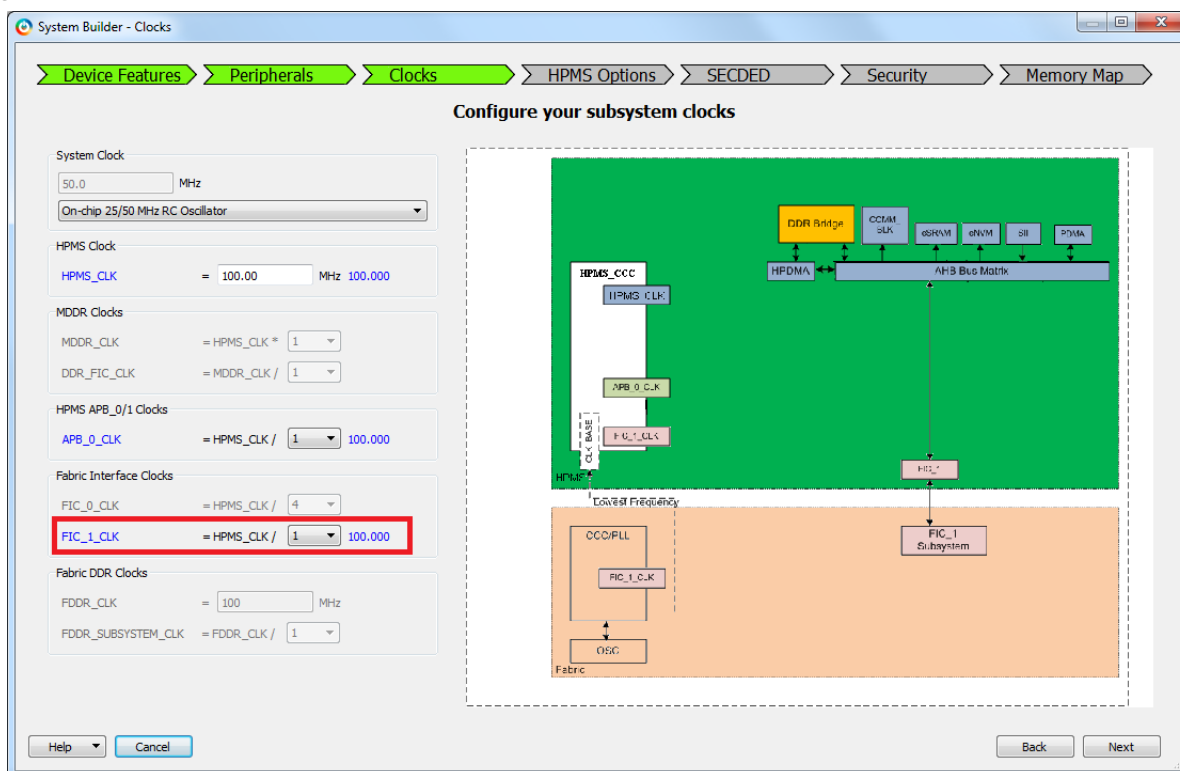 System Builder - Clocks
Device Features Peripherals Clocks HPMS Options SECDED Security Memory Map
Configure your subsystem clocks
System Clock
50.0 MHz
On-chip 25/50 MHz RC Oscillator
HPMS Clock
HPMS_CLK = 100.00 MHz 100.000
MDDR Clocks
MDDR_CLK = HPMS_CLK * 1
DDR_FIC_CLK = MDDR_CLK / 1
HPMS APB_0/1 Clocks
APB_0_CLK = HPMS_CLK / 1 100.000
Fabric Interface Clocks
FIC_0_CLK = HPMS_CLK / 4
FIC_1_CLK = HPMS_CLK / 1 100.000
Fabric DDR Clocks
FDDR_CLK = 100 MHz
FDDR_SUBSYSTEM_CLK = FDDR_CLK / 1
DDR Bridge
COMM_
BLK
eSRAM eNVM SII PDMA
HPDMA AHB Bus Matrix
HPMS_CCC
HPMS_CLK
APB_0_CLK
FIC_1_CLK
CLK_BASE
HPMS
FIC_1
Lowest Frequency
CCC/PLL
FIC_1_CLK
OSC
Fabric
FIC_1
Subsystem
Help Cancel Back Next